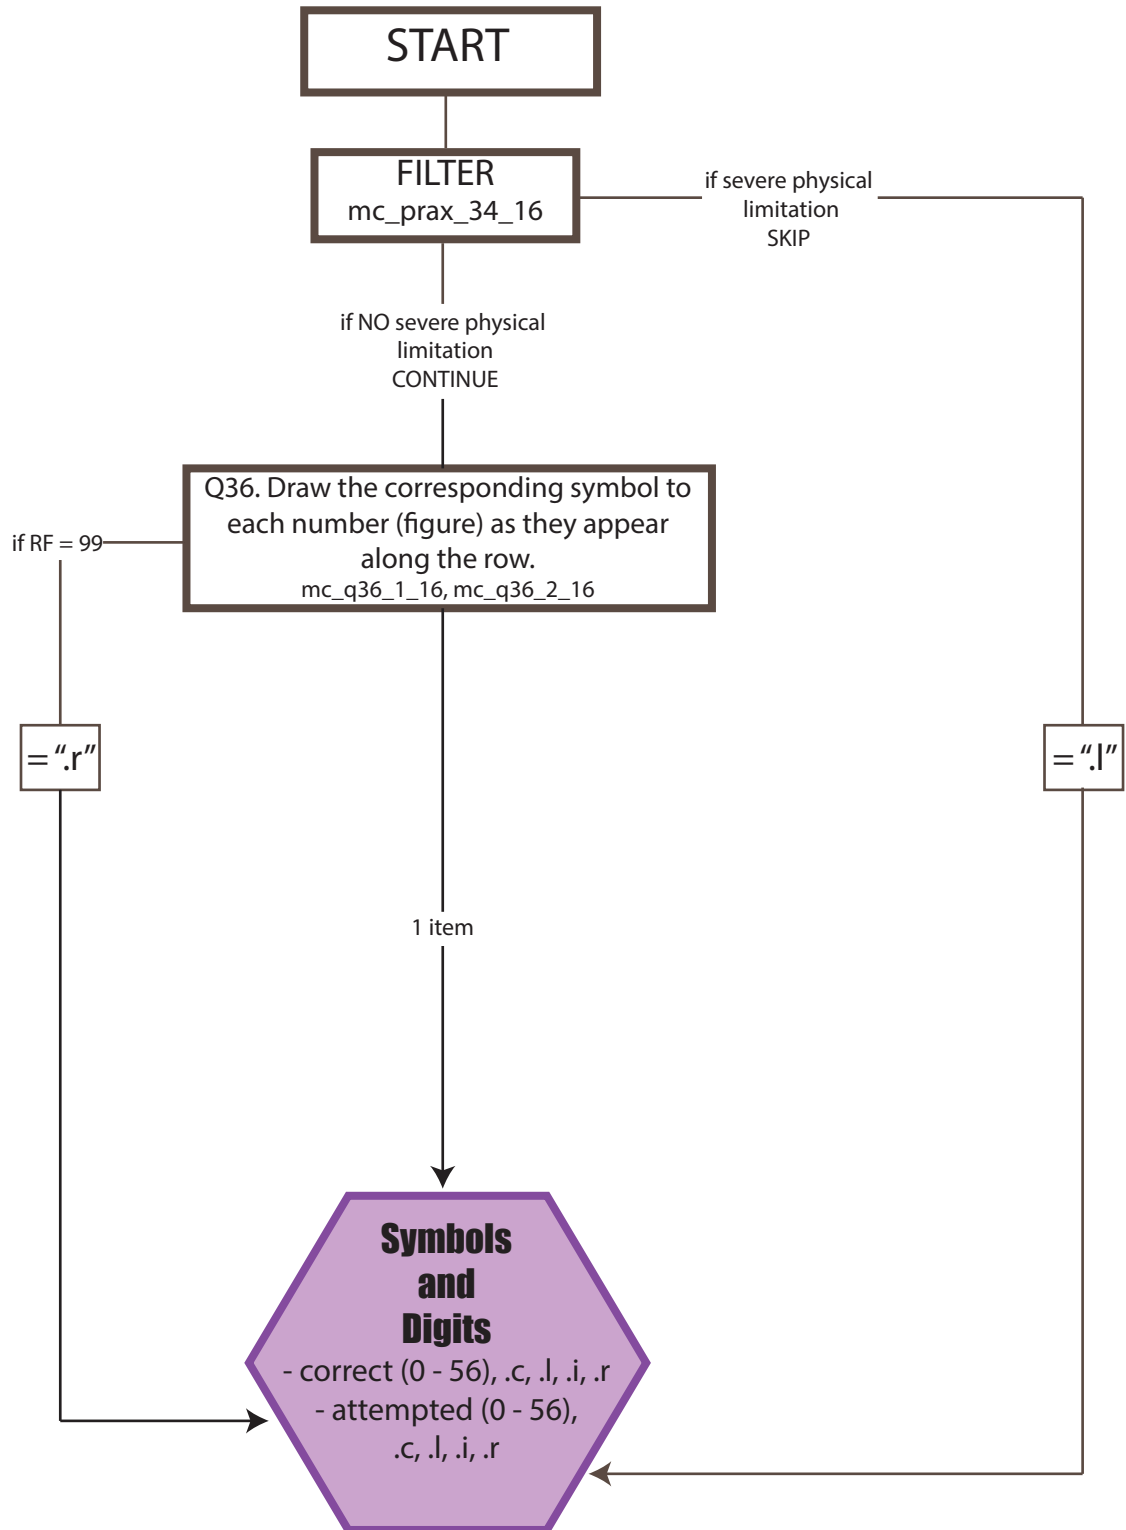 START
FILTER
mc_prax_34_16
if severe physical
limitation
SKIP
if NO severe physical
limitation
CONTINUE
Q36. Draw the corresponding symbol to
each number (figure) as they appear
along the row.
mc_q36_1_16, mc_q36_2_16
if RF = 99
= “.r”
= “.l”
1 item
Symbols
and
Digits
- correct (0 - 56), .c, .l, .i, .r
- attempted (0 - 56),
.c, .l, .i, .r